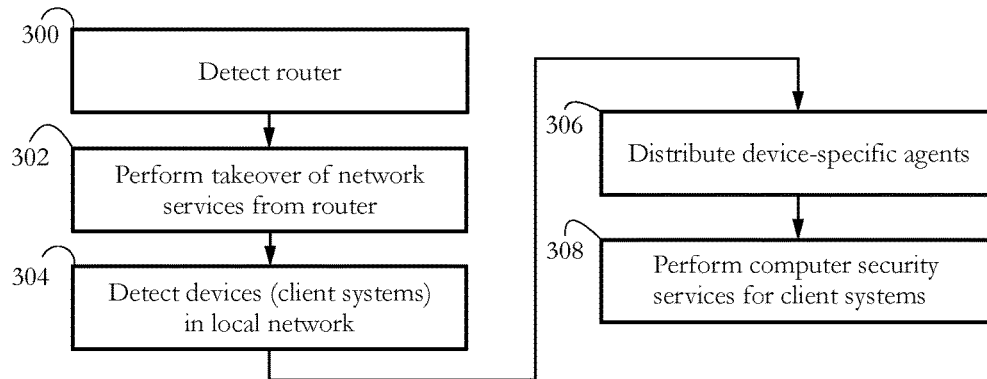 300
Detect router
302
Perform takeover of network
services from router
304
Detect devices (client systems)
in local network
306
Distribute device-specific agents
308
Perform computer security
services for client systems